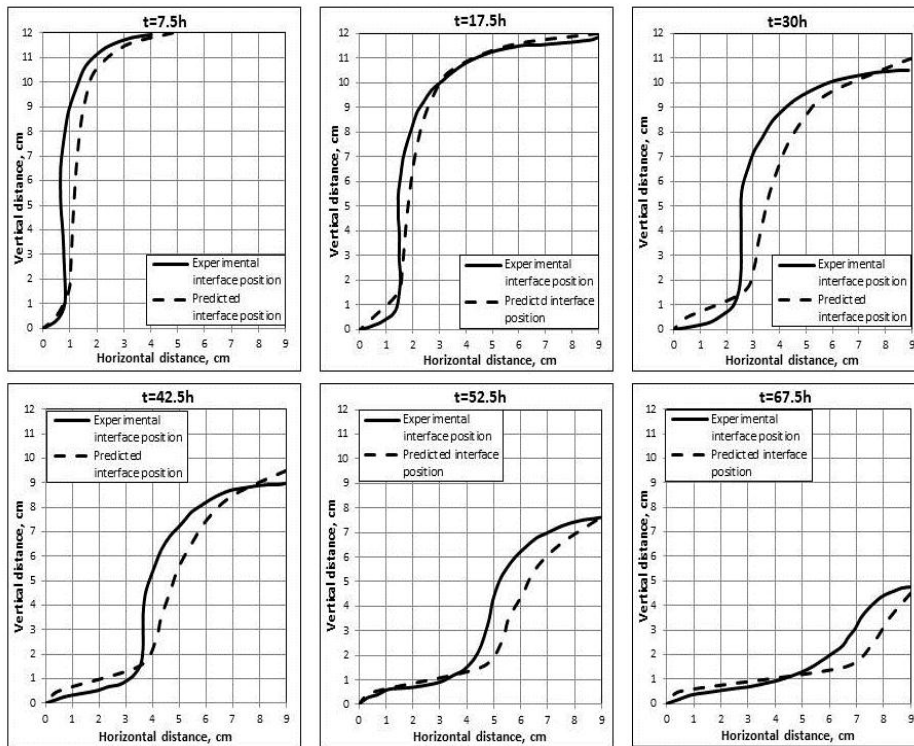 t=7.5h
12
11
10
9
8
7
6
5
4
3
2
1
0
Vertical distance, cm
Experimental
interface position
Predicted
interface position
0 1 2 3 4 5 6 7 8 9
Horizontal distance, cm
t=17.5h
12
11
10
9
8
7
6
5
4
3
2
1
0
Vertical distance, cm
Experimental
interface position
Predictd interface
position
0 1 2 3 4 5 6 7 8 9
Horizontal distance, cm
t=30h
12
11
10
9
8
7
6
5
4
3
2
1
0
Vertical distance, cm
Experimental
interface position
Predicted
interface position
0 1 2 3 4 5 6 7 8 9
Horizontal distance, cm
t=42.5h
12
11
10
9
8
7
6
5
4
3
2
1
0
Vertical distance, cm
Experimental
interface position
Predicted
interface position
0 1 2 3 4 5 6 7 8 9
Horizontal distance, cm
t=52.5h
12
11
10
9
8
7
6
5
4
3
2
1
0
Vertical distance, cm
Experimental
interface position
Predicted interface
position
0 1 2 3 4 5 6 7 8 9
Horizontal distance, cm
t=67.5h
12
11
10
9
8
7
6
5
4
3
2
1
0
Vertical distance, cm
Experimental
interface position
Predicted interface
position
0 1 2 3 4 5 6 7 8 9
Horizontal distance, cm